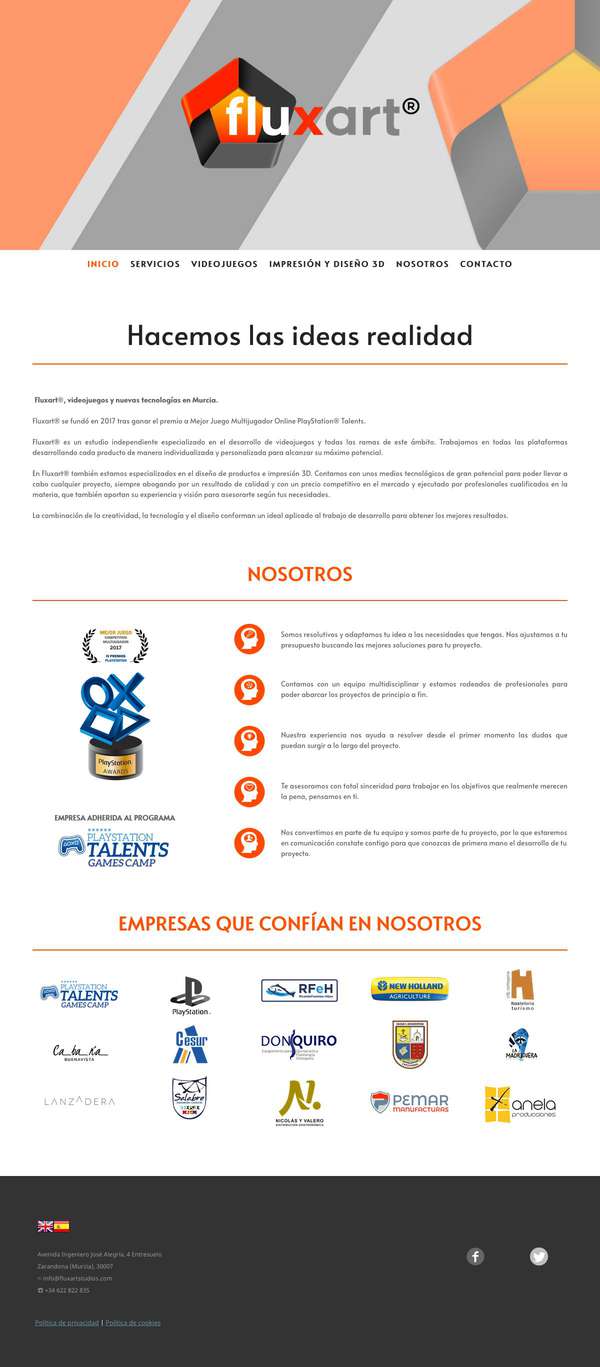 fluxart®
INICIO SERVICIOS VIDEOJUEGOS IMPRESIÓN Y DISEÑO 3D NOSOTROS CONTACTO
Hacemos las ideas realidad
Fluxart®, videojuegos y nuevas tecnologías en Murcia.
Fluxart® se fundó en 2017 tras ganar el premio a Mejor Juego Multijugador Online PlayStation® Talents.
Fluxart® es un estudio independiente especializado en el desarrollo de videojuegos y todas las ramas de este ámbito. Trabajamos en todas las plataformas
desarrollando cada producto de manera individualizada y personalizada para alcanzar su máximo potencial.
En Fluxart® también estamos especializados en el diseño de productos e impresión 3D. Contamos con unos medios tecnológicos de gran potencial para poder llevar a
cabo cualquier proyecto, siempre abogando por un resultado de calidad y con un precio competitivo en el mercado y ejecutado por profesionales cualificados en la
materia, que también aportan su experiencia y visión para asesorarte según tus necesidades.
La combinación de la creatividad, la tecnología y el diseño conforman un ideal aplicado al trabajo de desarrollo para obtener los mejores resultados.
NOSOTROS
MEJOR JUEGO
COMPETITIVO
MULTIJUGADOR
2017
IV PREMIOS
PLAYSTATION
PlayStation
AWARDS
EMPRESA ADHERIDA AL PROGRAMA
PLAYSTATION
TALENTS
GAMES CAMP
Somos resolutivos y adaptamos tu idea a las necesidades que tengas. Nos ajustamos a tu
presupuesto buscando las mejores soluciones para tu proyecto.
Contamos con un equipo multidisciplinar y estamos rodeados de profesionales para
poder abarcar los proyectos de principio a fin.
Nuestra experiencia nos ayuda a resolver desde el primer momento las dudas que
puedan surgir a lo largo del proyecto.
Te asesoramos con total sinceridad para trabajar en los objetivos que realmente merecen
la pena, pensamos en ti.
Nos convertimos en parte de tu equipo y somos parte de tu proyecto, por lo que estaremos
en comunicación constate contigo para que conozcas de primera mano el desarrollo de tu
proyecto.
EMPRESAS QUE CONFÍAN EN NOSOTROS
PLAYSTATION
TALENTS
GAMES CAMP
PlayStation
RFeH
NEW HOLLAND
AGRICULTURE
hostelería
turismo
Cabaña
BUENAVISTA
Cesur
DONQUIRO
LA
MADRIGUERA
LANZADERA
Salabre
N.
NICOLÁS Y VALERO
DISTRIBUCIÓN GASTRONÓMICA
PEMAR
MANUFACTURAS
anela
producciones
Avenida Ingeniero José Alegría, 4 Entresuelo,
Zarandona (Murcia), 30007
info@fluxartstudios.com
+34 622 822 835
Política de privacidad | Política de cookies